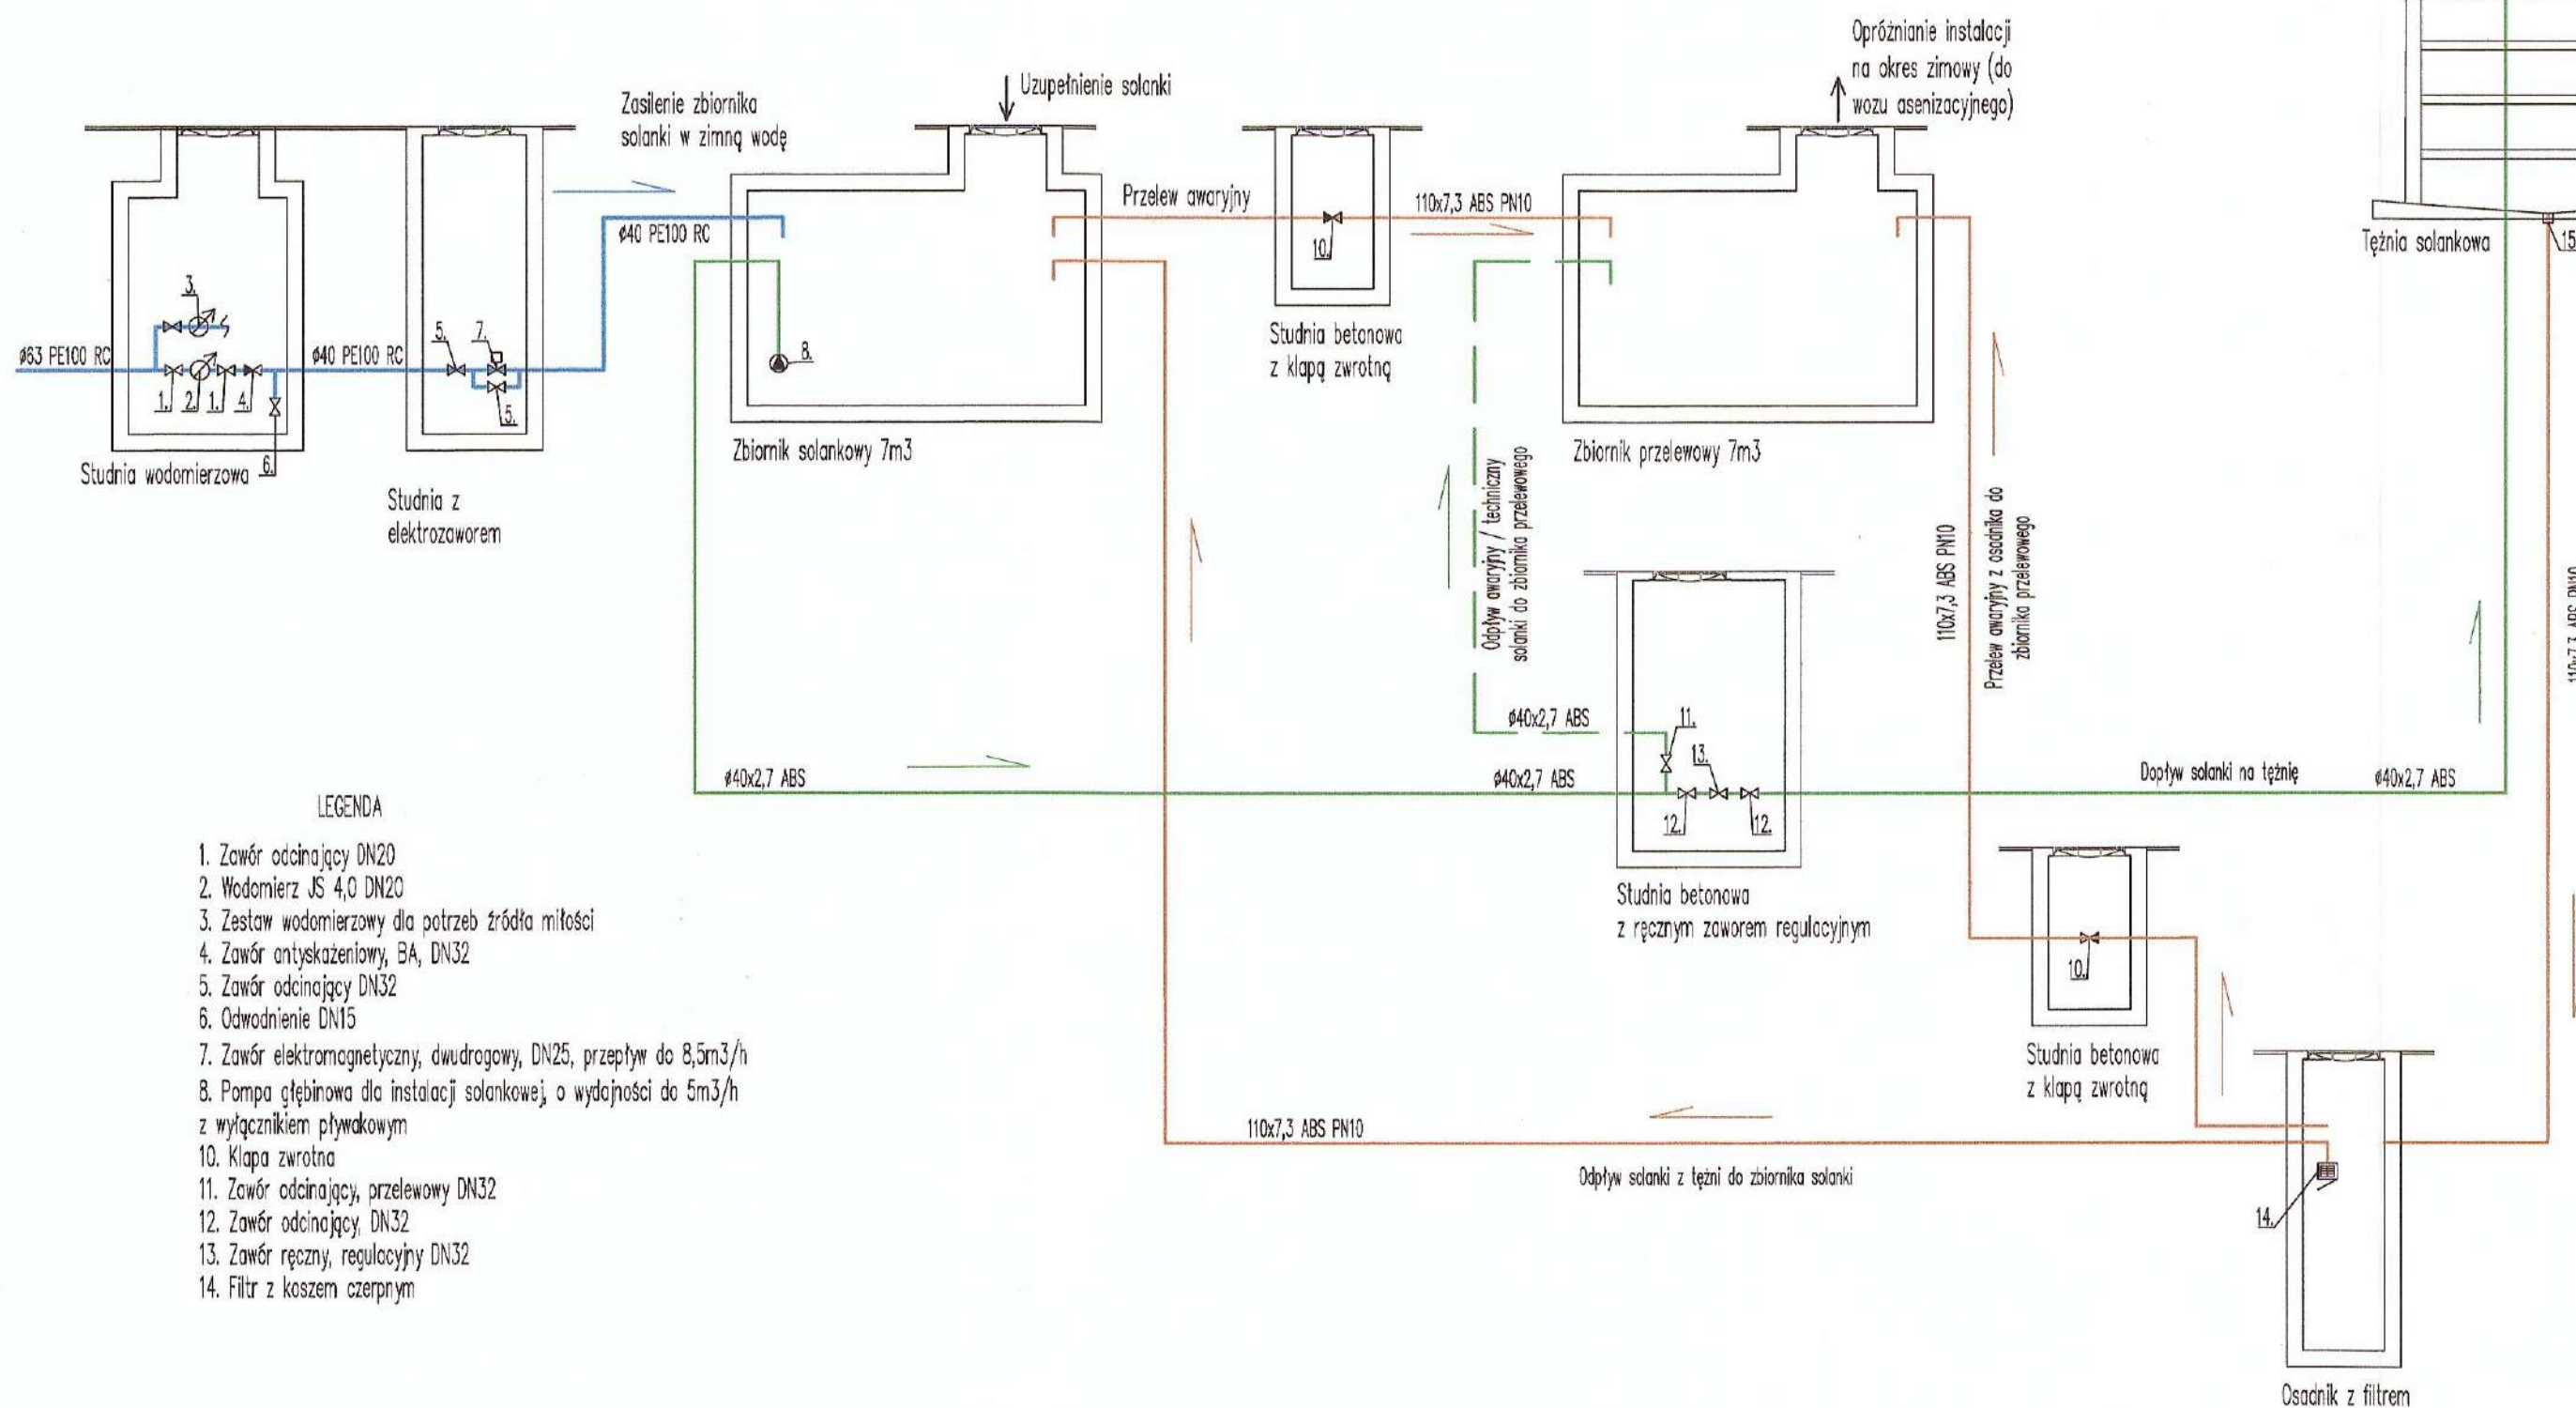 Opróżnianie instalacji
na okres zimowy (do
wozu asenizacyjnego)
Uzupełnienie solanki
Zasilenie zbiornika
solanki w zimną wodę
Przelew awaryjny
110x7,3 ABS PN10
ø40 PE100 RC
10.
Tężnia solankowa
15
3.
5.
7.
8.
ø63 PE100 RC
ø40 PE100 RC
1.
2.
1.
4.
5.
6.
Studnia betonowa
z klapą zwrotną
Zbiornik solankowy 7m3
Zbiornik przelewowy 7m3
Studnia wodomierzowa
Studnia z
elektrozaworem
Odpływ awaryjny / techniczny
solanki do zbiornika przelewowego
110x7,3 ABS PN10
Przelew awaryjny z osadnika do
zbiornika przelewowego
110x7,3 ABS PN10
ø40x2,7 ABS
11.
13.
ø40x2,7 ABS
ø40x2,7 ABS
Dopływ solanki na tężnię
ø40x2,7 ABS
12.
12.
Studnia betonowa
z ręcznym zaworem regulacyjnym
10.
Studnia betonowa
z klapą zwrotną
110x7,3 ABS PN10
Odpływ solanki z tężni do zbiornika solanki
14.
Osadnik z filtrem
LEGENDA
1. Zawór odcinający DN20
2. Wodomierz JS 4,0 DN20
3. Zestaw wodomierzowy dla potrzeb źródła miłości
4. Zawór antyskażeniowy, BA, DN32
5. Zawór odcinający DN32
6. Odwodnienie DN15
7. Zawór elektromagnetyczny, dwudrogowy, DN25, przepływ do 8,5m3/h
8. Pompa głębinowa dla instalacji solankowej, o wydajności do 5m3/h
z wyłącznikiem pływakowym
10. Klapa zwrotna
11. Zawór odcinający, przelewowy DN32
12. Zawór odcinający, DN32
13. Zawór ręczny, regulacyjny DN32
14. Filtr z koszem czerpnym